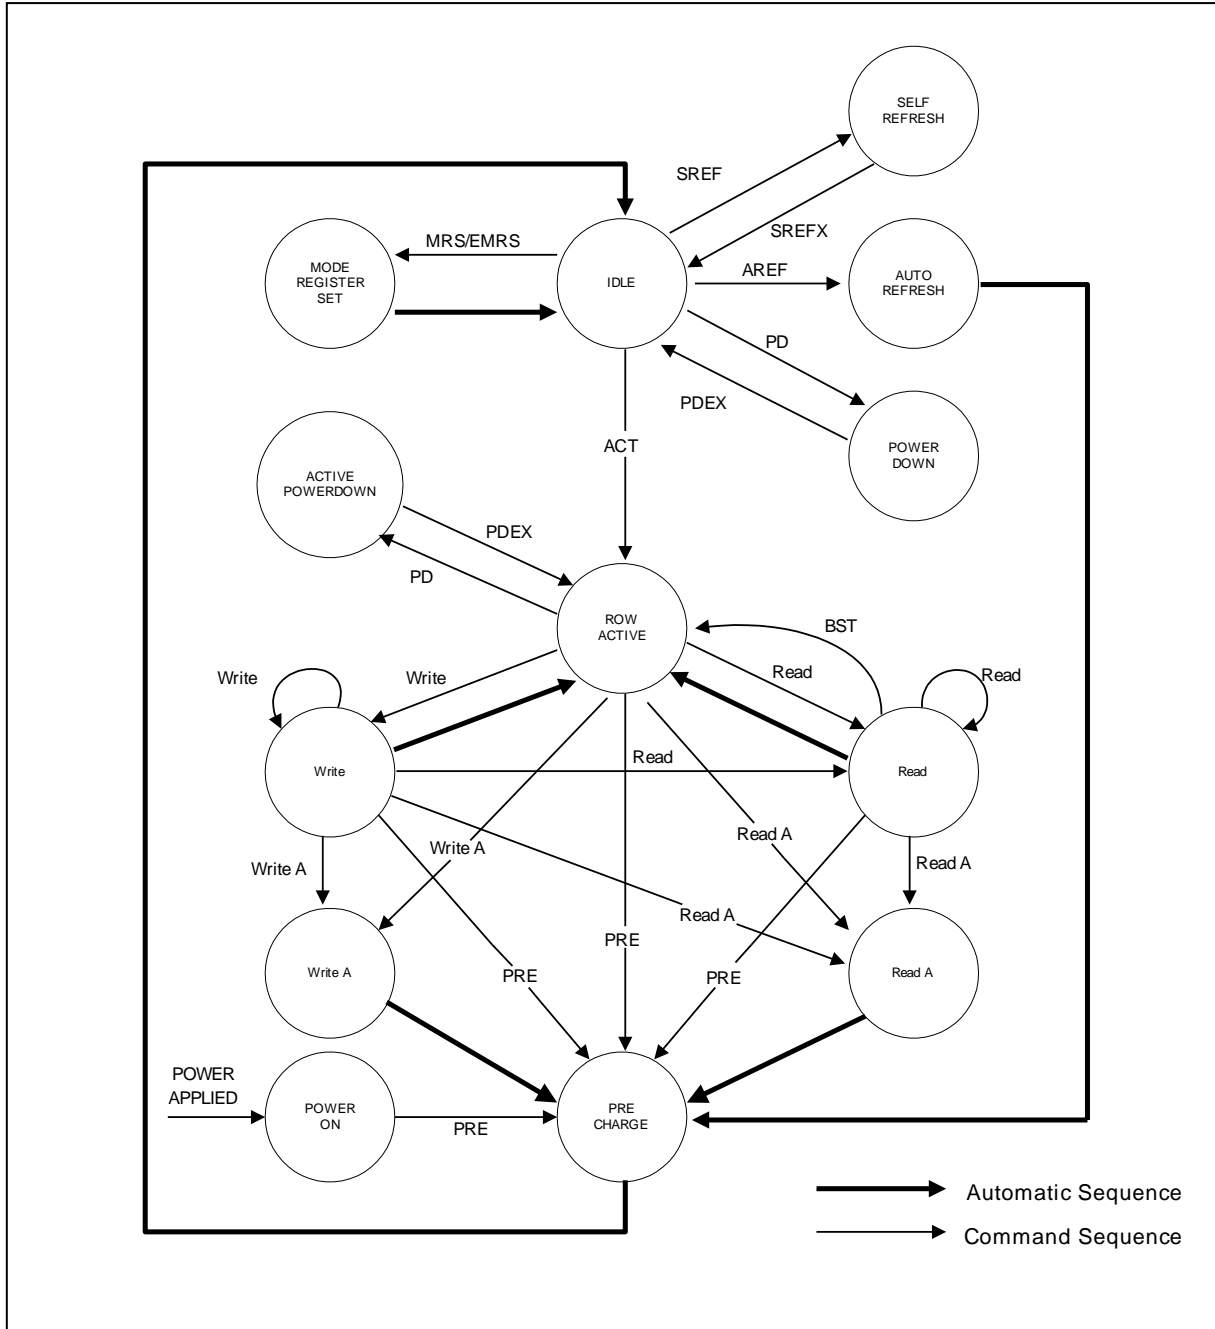 SELF
REFRESH
SREF
SREFX
MRS/EMRS
AREF
MODE
REGISTER
SET
IDLE
AUTO
REFRESH
PD
PDEX
POWER
DOWN
ACT
ACTIVE
POWERDOWN
PDEX
PD
ROW
ACTIVE
BST
Write
Write
Read
Read
Write
Read
Read
Write A
Write A
Read A
Read A
Read A
PRE
PRE
PRE
Write A
Read A
POWER
APPLIED
POWER
ON
PRE
PRE
CHARGE
Automatic Sequence
Command Sequence